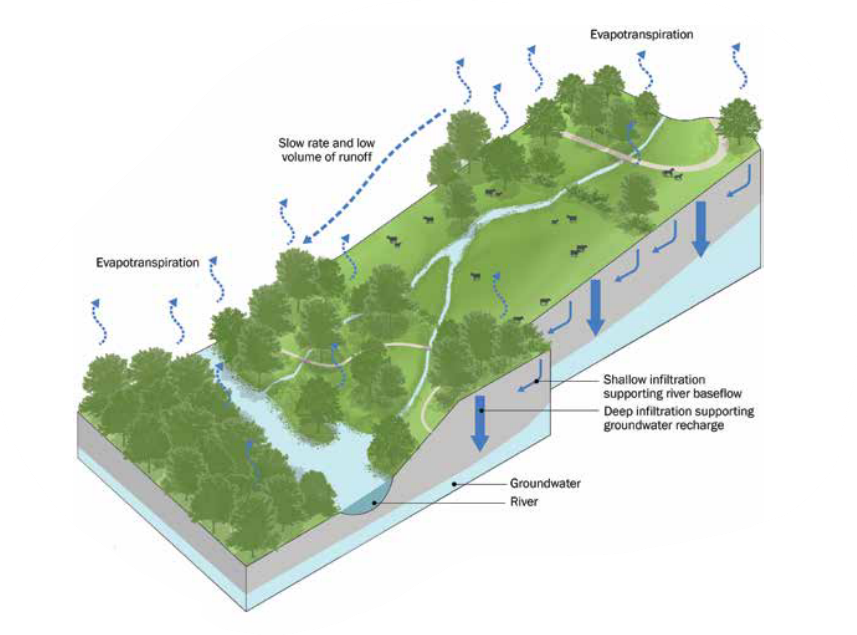 Evapotranspiration
Slow rate and low
volume of runoff
Evapotranspiration
Shallow infiltration
supporting river baseflow
Deep infiltration supporting
groundwater recharge
Groundwater
River